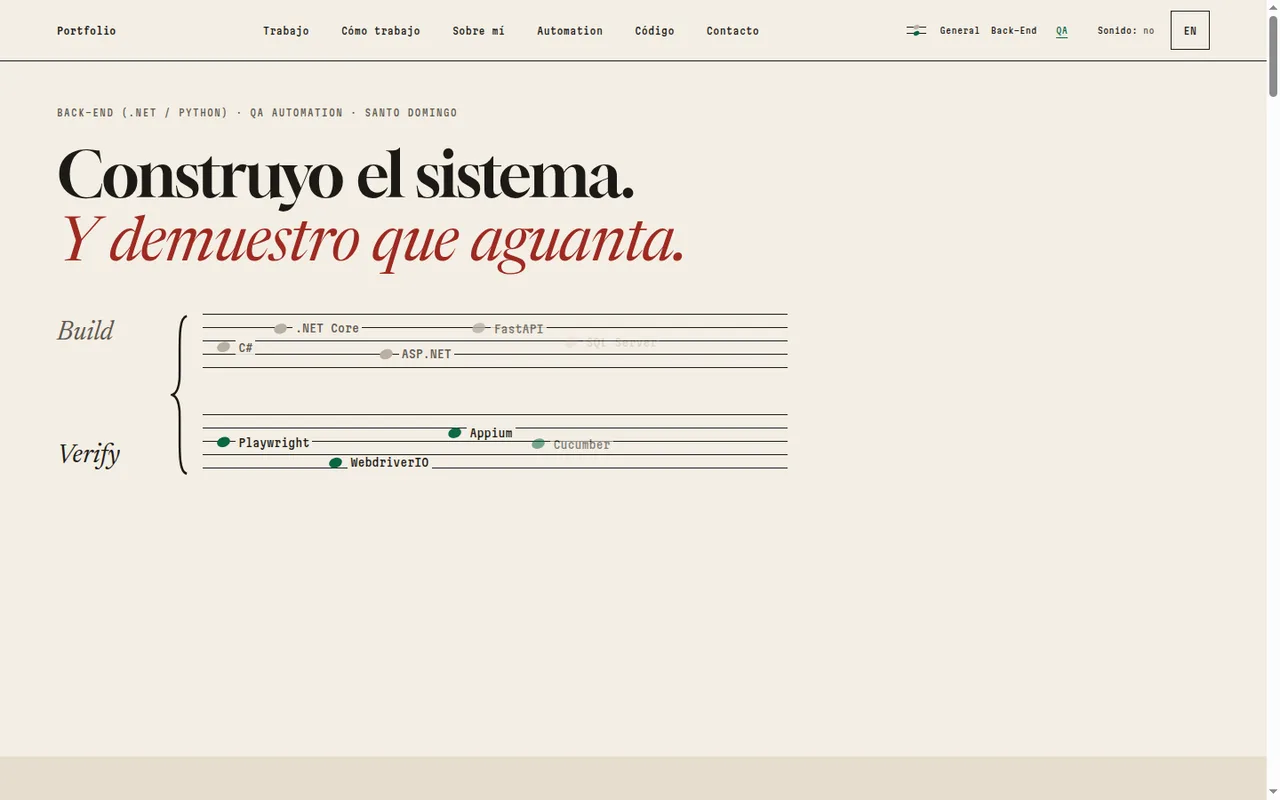 Portfolio
Trabajo
Cómo trabajo
Sobre mí
Automation
Código
Contacto
General
Back-End
QA
Sonido: no
EN
BACK-END (.NET / PYTHON) · QA AUTOMATION · SANTO DOMINGO
Construyo el sistema.
Y demuestro que aguanta.
Build
.NET Core
FastAPI
SQL Server
C#
ASP.NET
Verify
Appium
Playwright
Cucumber
WebdriverIO